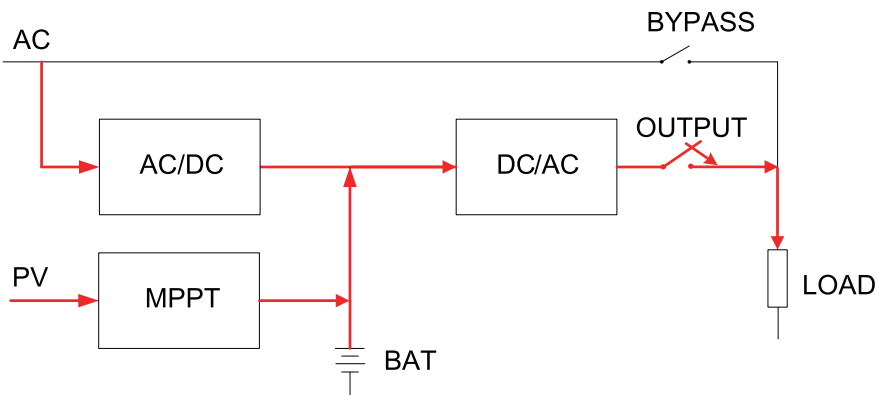 BYPASS
AC
OUTPUT
AC/DC
DC/AC
PV
MPPT
LOAD
BAT